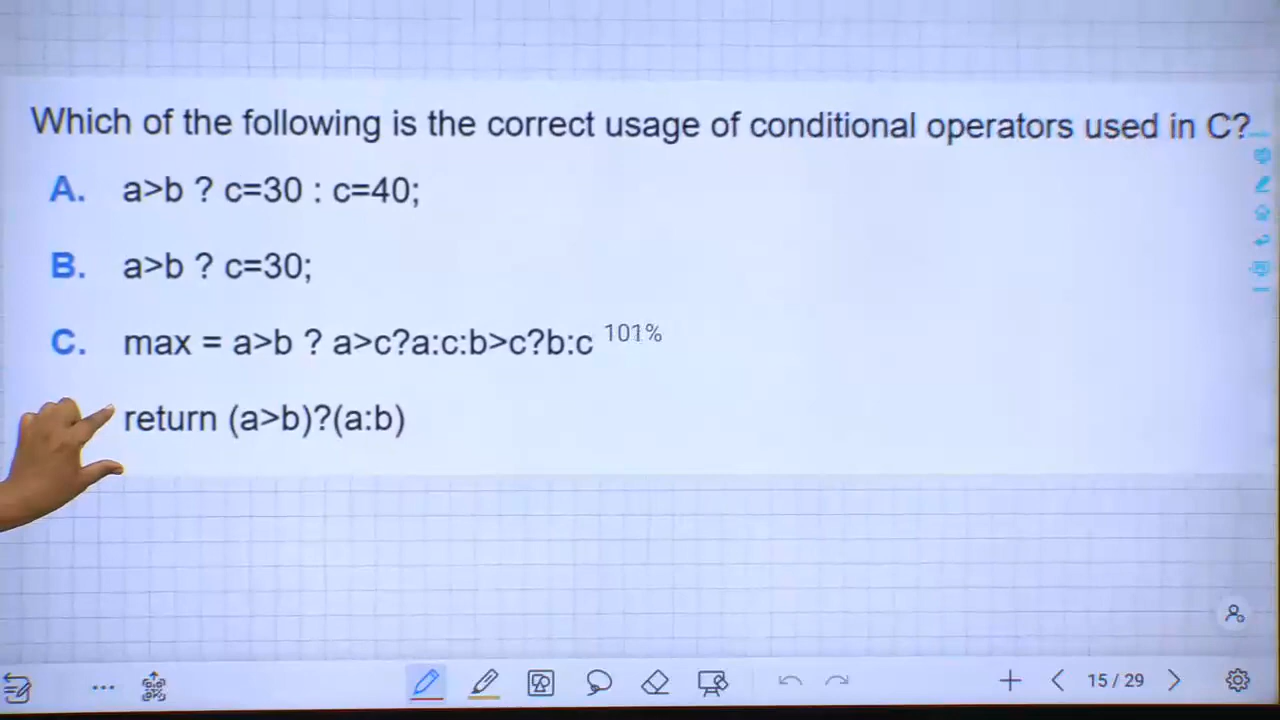 Which of the following is the correct usage of conditional operators used in C?
A. a>b ? c=30 : c=40;
B. a>b ? c=30;
C. max = a>b ? a>c?a:c:b>c?b:c 101%
return (a>b)?(a:b)
15 / 29